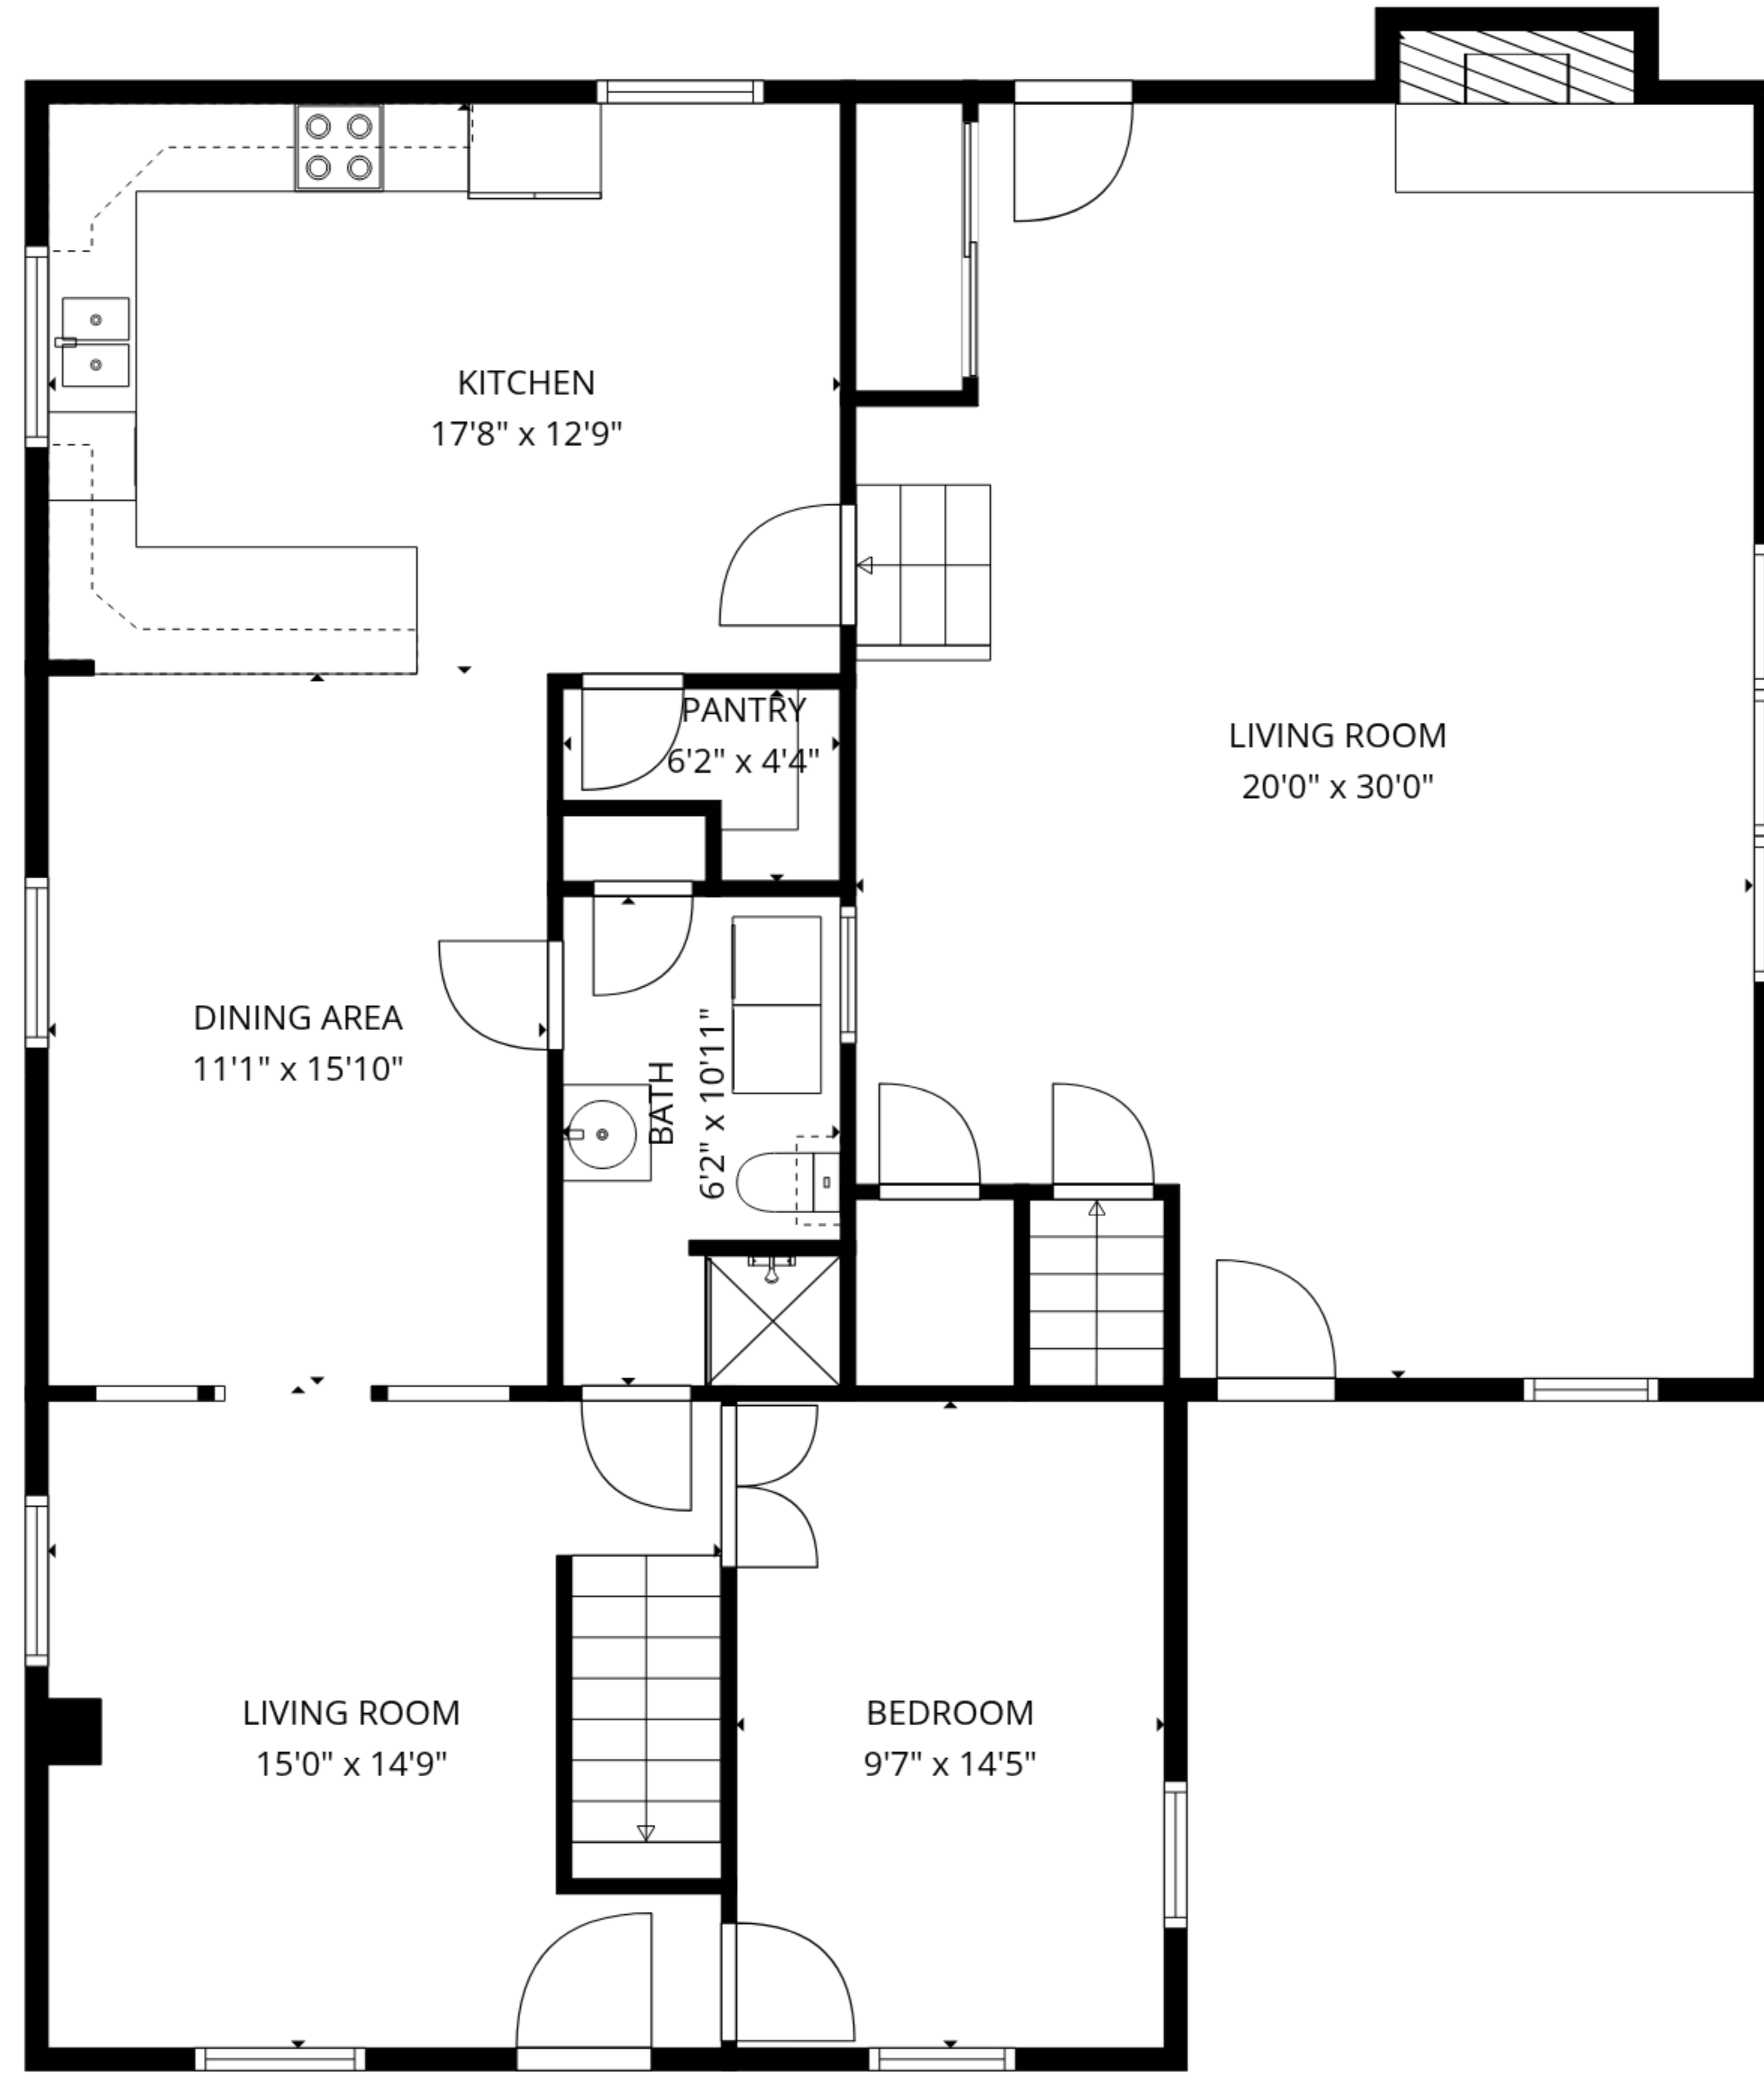 KITCHEN
17'8" x 12'9"
PANTRY
6'2" x 4'4"
LIVING ROOM
20'0" x 30'0"
DINING AREA
11'1" x 15'10"
BATH
6'2" x 10'11"
LIVING ROOM
15'0" x 14'9"
BEDROOM
9'7" x 14'5"